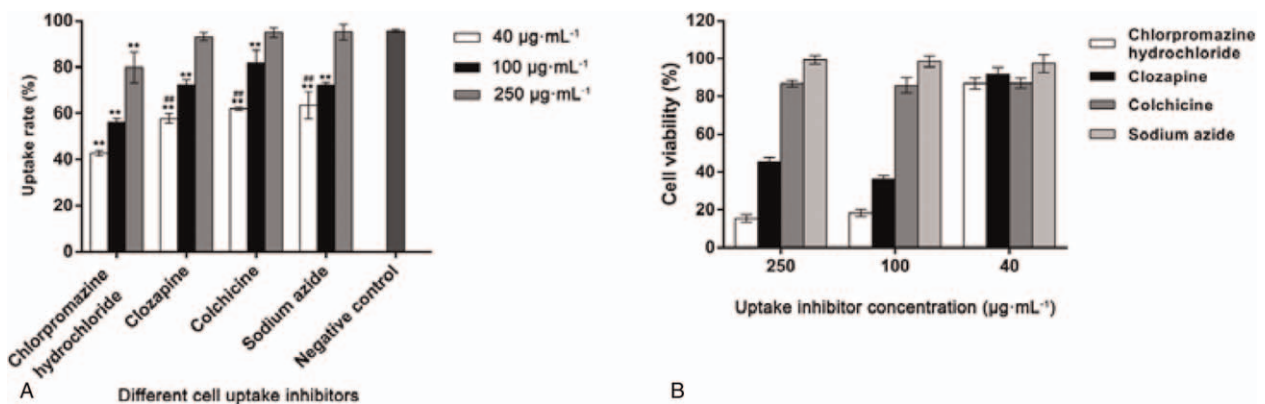 100
80
60
40
20
0
Uptake rate (%)
**
**
**
##
**
**
##
**
**
##
**
**
40 µg·mL⁻¹
100 µg·mL⁻¹
250 µg·mL⁻¹
Chlorpromazine
hydrochloride
Clozapine
Colchicine
Sodium azide
Negative control
Different cell uptake inhibitors
A
120
100
80
60
40
20
0
Cell viability (%)
250
100
40
Uptake inhibitor concentration (µg·mL⁻¹)
Chlorpromazine
hydrochloride
Clozapine
Colchicine
Sodium azide
B